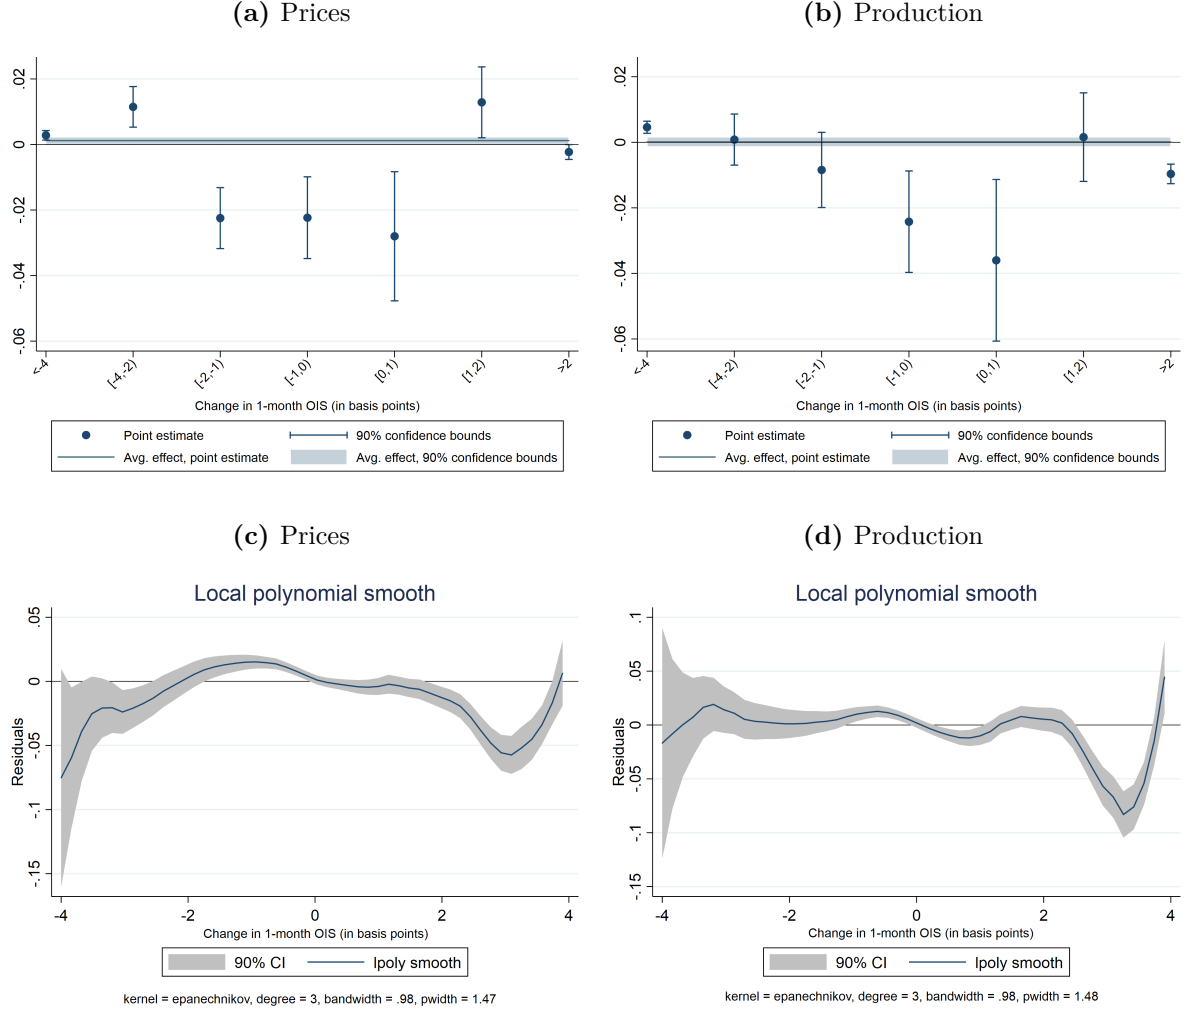 (a) Prices
(b) Production
.02
0
-.02
-.04
-.06
<-4
[-4,-2)
[-2,-1)
[-1,0)
[0,1)
[1,2)
>2
Change in 1-month OIS (in basis points)
Point estimate
90% confidence bounds
Avg. effect, point estimate
Avg. effect, 90% confidence bounds
.02
0
-.02
-.04
-.06
<-4
[-4,-2)
[-2,-1)
[-1,0)
[0,1)
[1,2)
>2
Change in 1-month OIS (in basis points)
Point estimate
90% confidence bounds
Avg. effect, point estimate
Avg. effect, 90% confidence bounds
(c) Prices
(d) Production
Local polynomial smooth
Residuals
.05
0
-.05
-.1
-.15
-4
-2
0
2
4
Change in 1-month OIS (in basis points)
90% CI
lpoly smooth
kernel = epanechnikov, degree = 3, bandwidth = .98, pwidth = 1.47
Local polynomial smooth
Residuals
.1
.05
0
-.05
-.1
-.15
-4
-2
0
2
4
Change in 1-month OIS (in basis points)
90% CI
lpoly smooth
kernel = epanechnikov, degree = 3, bandwidth = .98, pwidth = 1.48